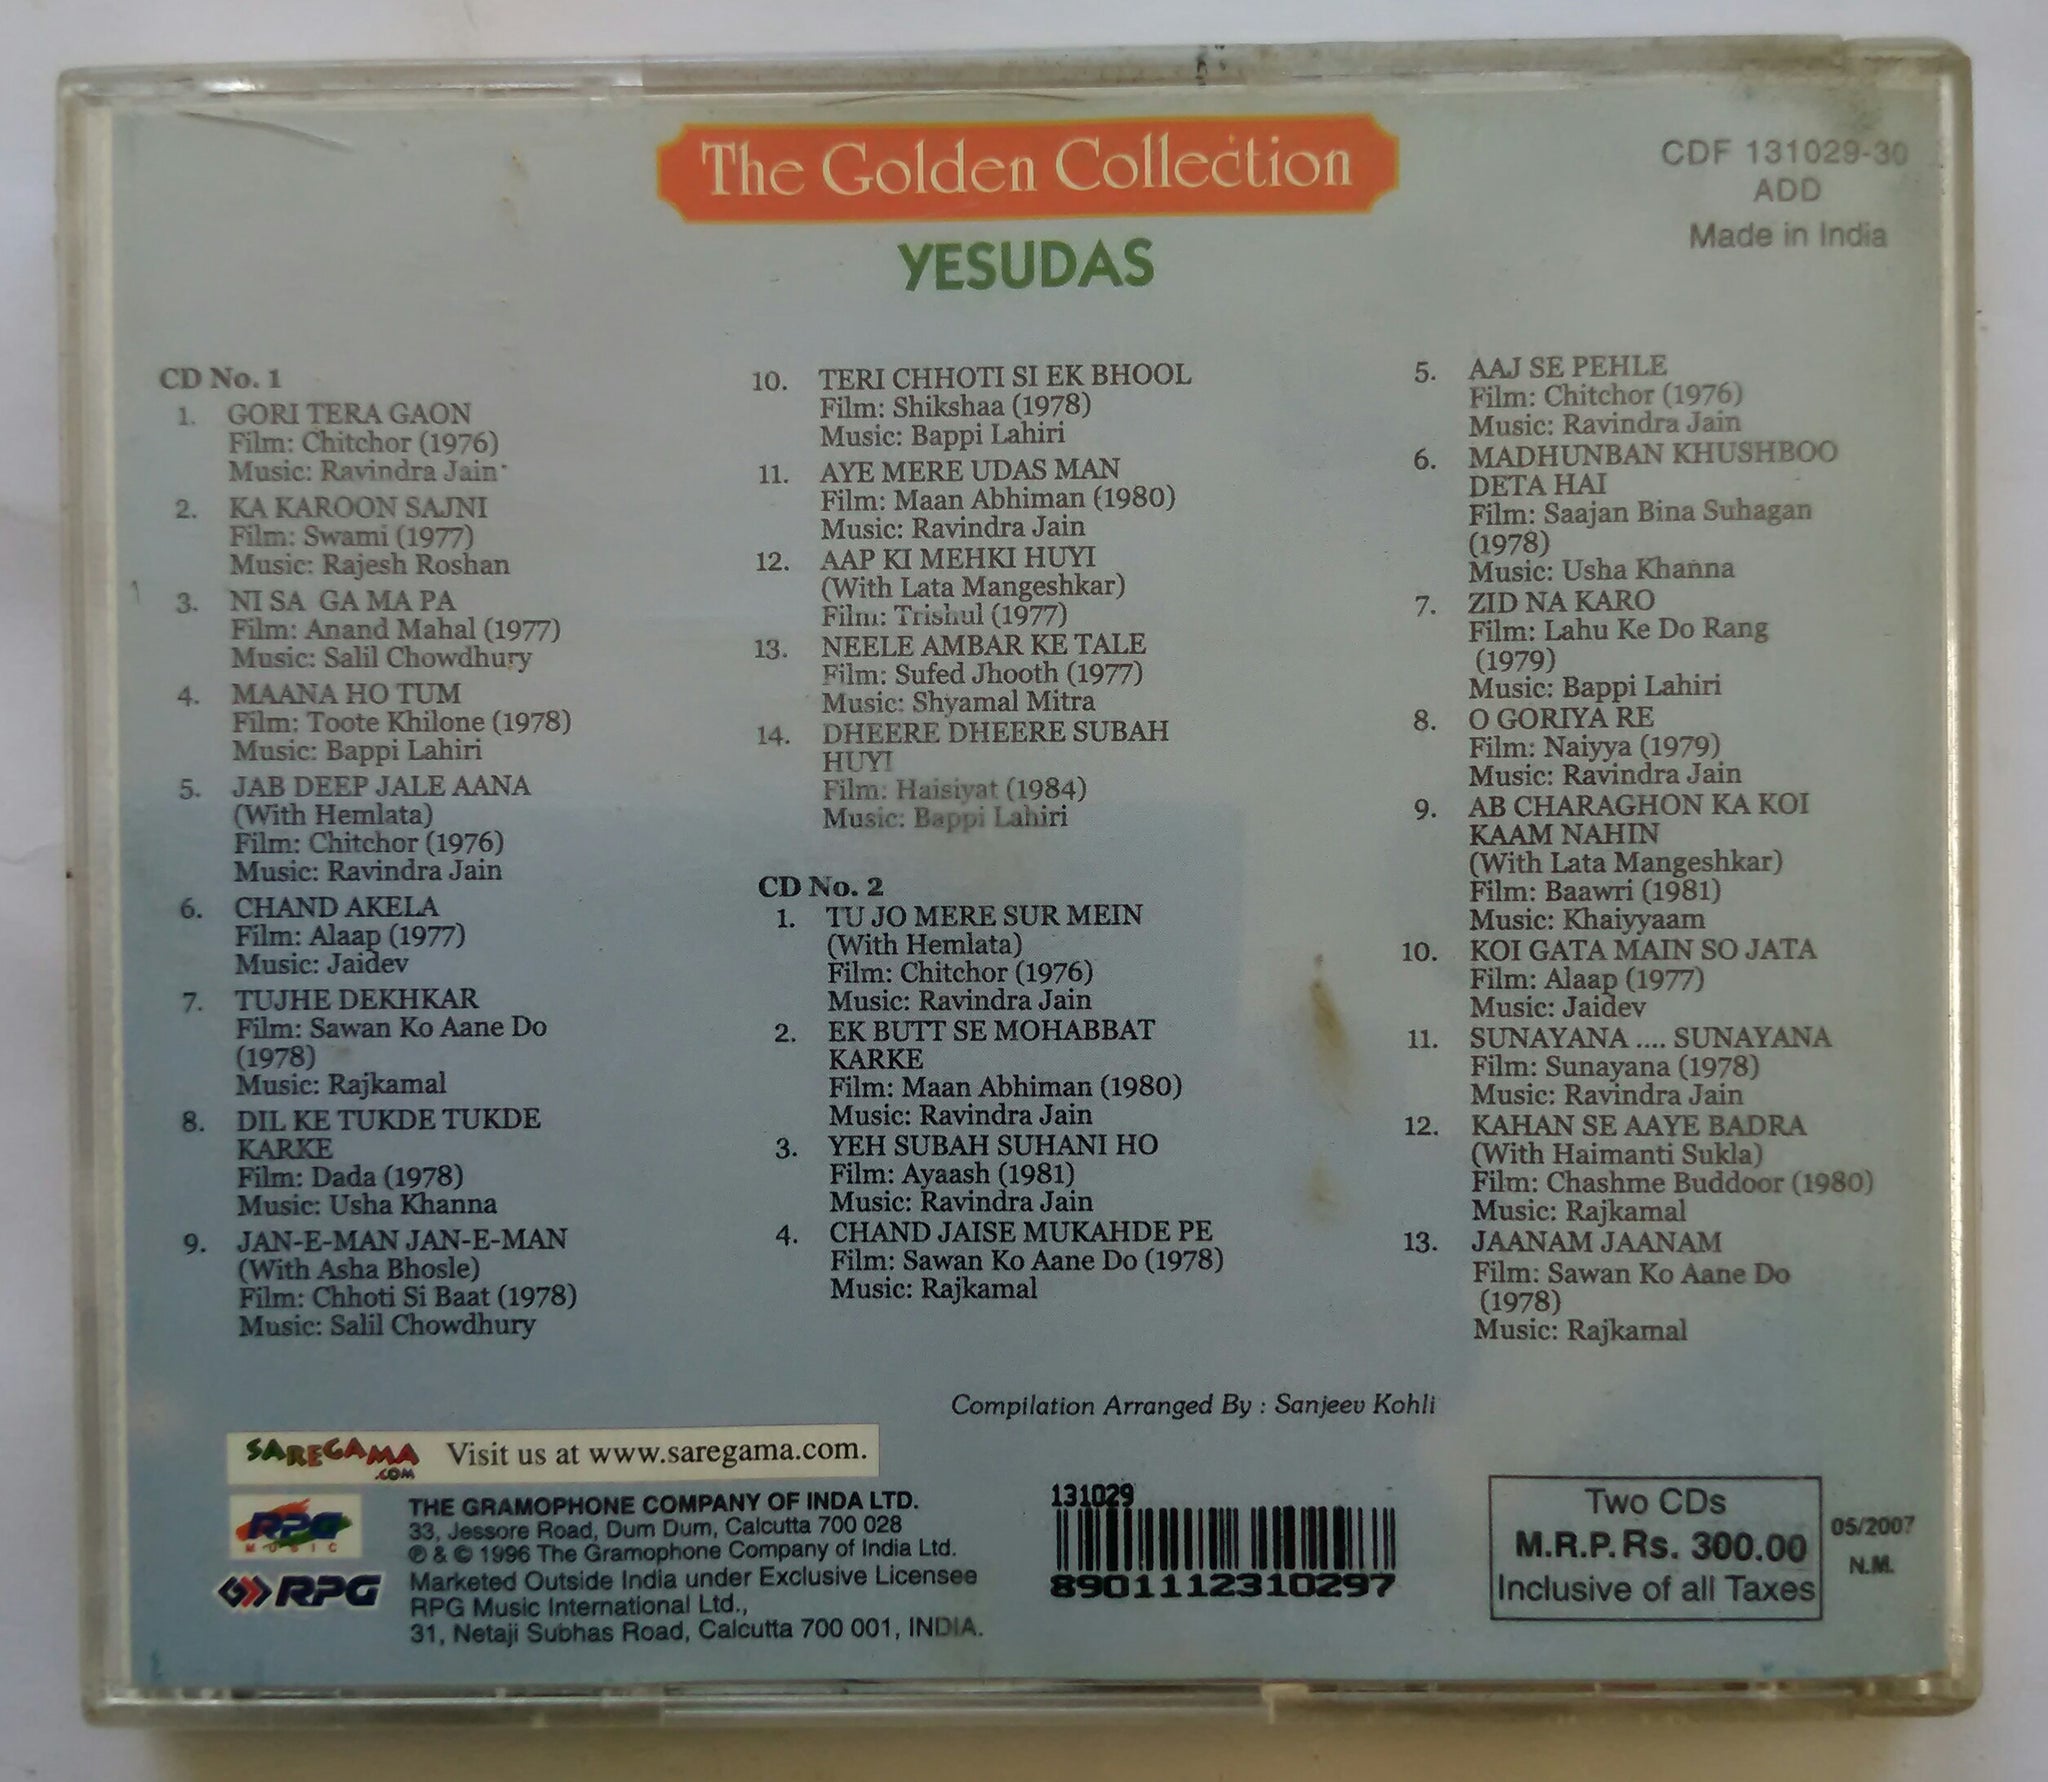 The Golden Collection
YESUDAS
CDF 131029-30
ADD
Made in India
CD No. 1
1. GORI TERA GAON
Film: Chitchor (1976)
Music: Ravindra Jain
2. KA KAROON SAJNI
Film: Swami (1977)
Music: Rajesh Roshan
3. NI SA GA MA PA
Film: Anand Mahal (1977)
Music: Salil Chowdhury
4. MAANA HO TUM
Film: Toote Khilone (1978)
Music: Bappi Lahiri
5. JAB DEEP JALE AANA
(With Hemlata)
Film: Chitchor (1976)
Music: Ravindra Jain
6. CHAND AKELA
Film: Alaap (1977)
Music: Jaidev
7. TUJHE DEKHKAR
Film: Sawan Ko Aane Do
(1978)
Music: Rajkamal
8. DIL KE TUKDE TUKDE
KARKE
Film: Dada (1978)
Music: Usha Khanna
9. JAN-E-MAN JAN-E-MAN
(With Asha Bhosle)
Film: Chhoti Si Baat (1978)
Music: Salil Chowdhury
10. TERI CHHOTI SI EK BHOOL
Film: Shikshaa (1978)
Music: Bappi Lahiri
11. AYE MERE UDAS MAN
Film: Maan Abhiman (1980)
Music: Ravindra Jain
12. AAP KI MEHKI HUYI
(With Lata Mangeshkar)
Film: Trishul (1977)
13. NEELE AMBAR KE TALE
Film: Sufed Jhooth (1977)
Music: Shyamal Mitra
14. DHEERE DHEERE SUBAH
HUYI
Film: Haisiyat (1984)
Music: Bappi Lahiri
CD No. 2
1. TU JO MERE SUR MEIN
(With Hemlata)
Film: Chitchor (1976)
Music: Ravindra Jain
2. EK BUTT SE MOHABBAT
KARKE
Film: Maan Abhiman (1980)
Music: Ravindra Jain
3. YEH SUBAH SUHANI HO
Film: Ayaash (1981)
Music: Ravindra Jain
4. CHAND JAISE MUKAHDE PE
Film: Sawan Ko Aane Do (1978)
Music: Rajkamal
5. AAJ SE PEHLE
Film: Chitchor (1976)
Music: Ravindra Jain
6. MADHUNBAN KHUSHBOO
DETA HAI
Film: Saajan Bina Suhagan
(1978)
Music: Usha Khanna
7. ZID NA KARO
Film: Lahu Ke Do Rang
(1979)
Music: Bappi Lahiri
8. O GORIYA RE
Film: Naiyya (1979)
Music: Ravindra Jain
9. AB CHARAGHON KA KOI
KAAM NAHIN
(With Lata Mangeshkar)
Film: Baawri (1981)
Music: Khaiyyaam
10. KOI GATA MAIN SO JATA
Film: Alaap (1977)
Music: Jaidev
11. SUNAYANA .... SUNAYANA
Film: Sunayana (1978)
Music: Ravindra Jain
12. KAHAN SE AAYE BADRA
(With Haimanti Sukla)
Film: Chashme Buddoor (1980)
Music: Rajkamal
13. JAANAM JAANAM
Film: Sawan Ko Aane Do
(1978)
Music: Rajkamal
Compilation Arranged By : Sanjeev Kohli
SAREGAMA.COM Visit us at www.saregama.com.
RPG MUSIC
RPG
THE GRAMOPHONE COMPANY OF INDA LTD.
33, Jessore Road, Dum Dum, Calcutta 700 028
℗ & © 1996 The Gramophone Company of India Ltd.
Marketed Outside India under Exclusive Licensee
RPG Music International Ltd.,
31, Netaji Subhas Road, Calcutta 700 001, INDIA.
131029
8901112310297
Two CDs
M.R.P. Rs. 300.00
Inclusive of all Taxes
05/2007
N.M.